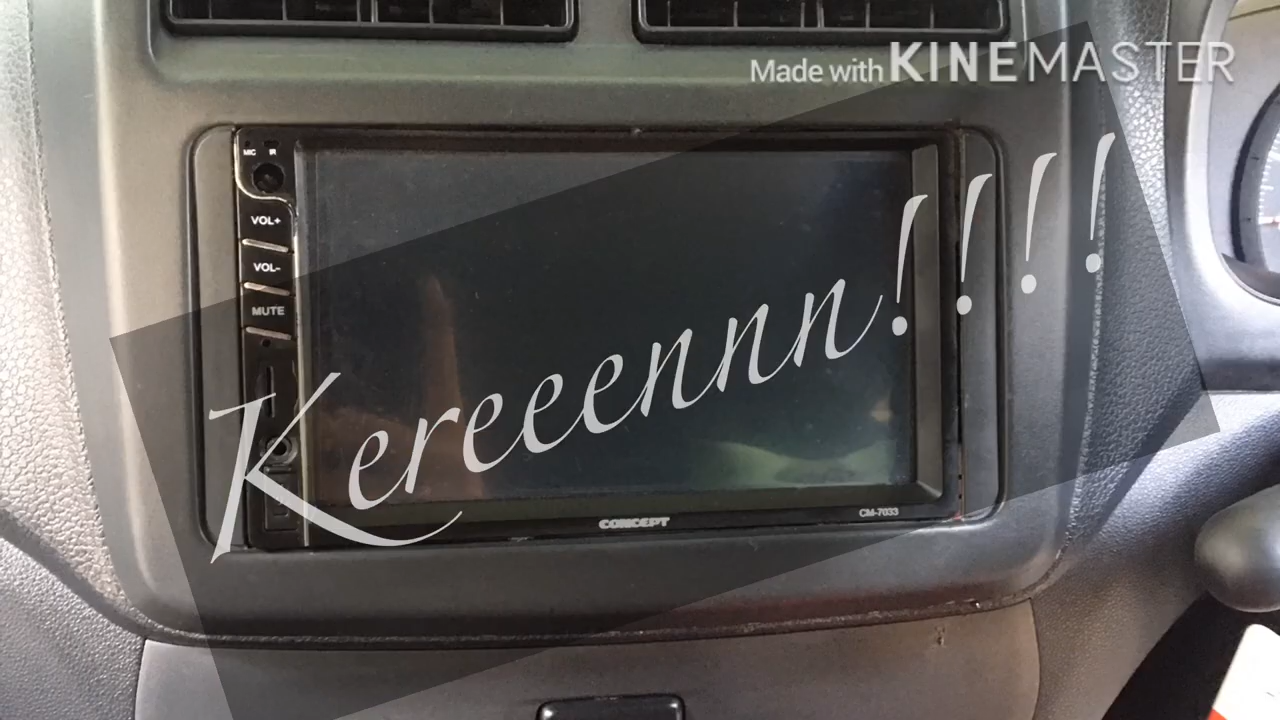 Made with KINEMASTER
MIC IR
VOL+
VOL-
MUTE
Kereeennn!!!!
CONCEPT
CM-7033